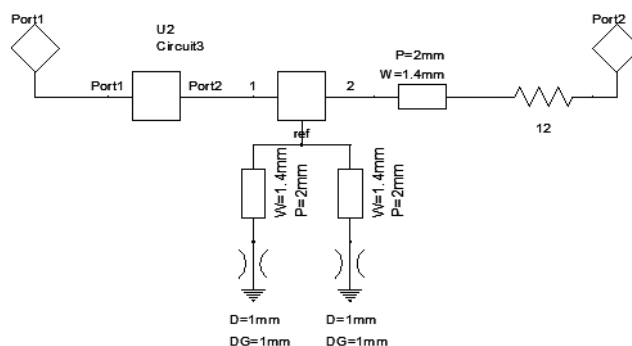 Port1
U2
Circuit3
Port2
P=2mm
W=1.4mm
Port1
Port2
1
2
12
ref
W=1.4mm
P=2mm
W=1.4mm
P=2mm
D=1mm
DG=1mm
D=1mm
DG=1mm